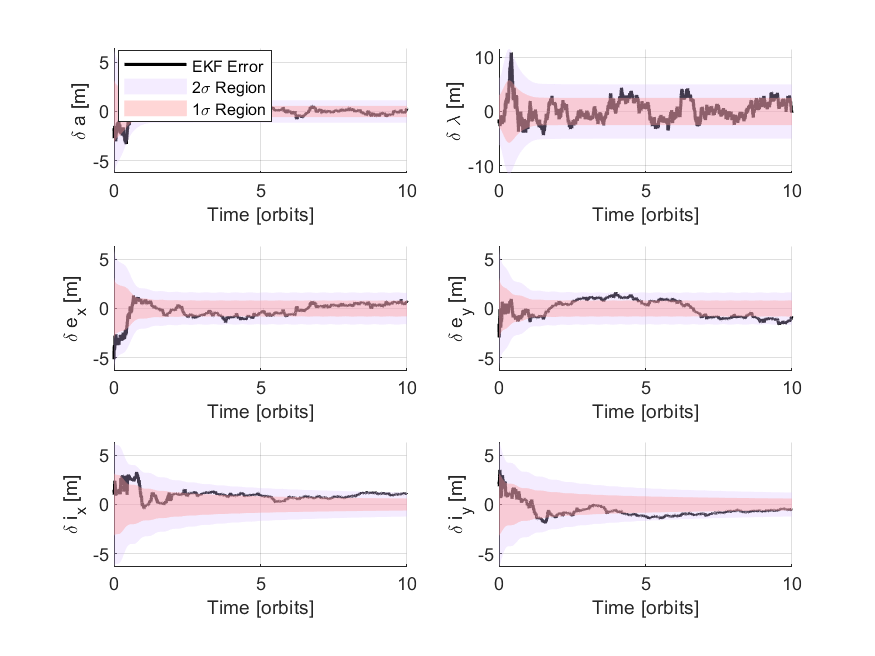 5
0
-5
δ a [m]
EKF Error
2σ Region
1σ Region
0
5
10
Time [orbits]
10
0
-10
δ λ [m]
0
5
10
Time [orbits]
5
0
-5
δ e_x [m]
0
5
10
Time [orbits]
5
0
-5
δ e_y [m]
0
5
10
Time [orbits]
5
0
-5
δ i_x [m]
0
5
10
Time [orbits]
5
0
-5
δ i_y [m]
0
5
10
Time [orbits]